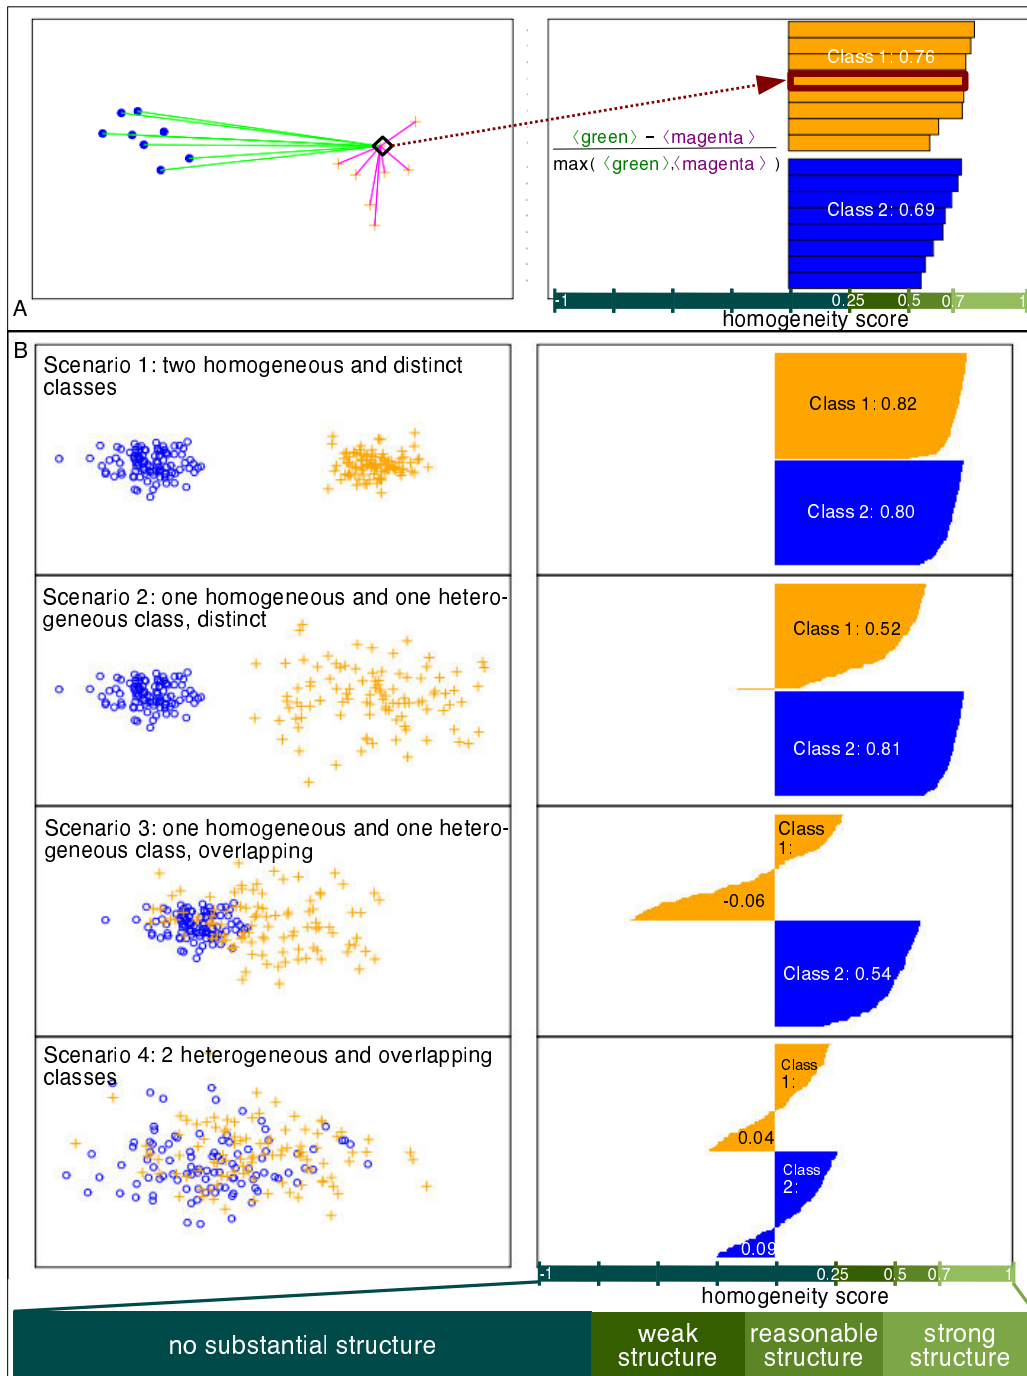 Class 1: 0.76
〈green〉 − 〈magenta〉
max(〈green〉,〈magenta〉)
Class 2: 0.69
-1 0.25 0.5 0.7 1
homogeneity score
A
B
Scenario 1: two homogeneous and distinct
classes
Class 1: 0.82
Class 2: 0.80
Scenario 2: one homogeneous and one hetero-
geneous class, distinct
Class 1: 0.52
Class 2: 0.81
Scenario 3: one homogeneous and one hetero-
geneous class, overlapping
Class
1:
-0.06
Class 2: 0.54
Scenario 4: 2 heterogeneous and overlapping
classes
Class
1:
0.04
Class
2:
0.09
-1 0.25 0.5 0.7 1
homogeneity score
no substantial structure
weak
structure
reasonable
structure
strong
structure